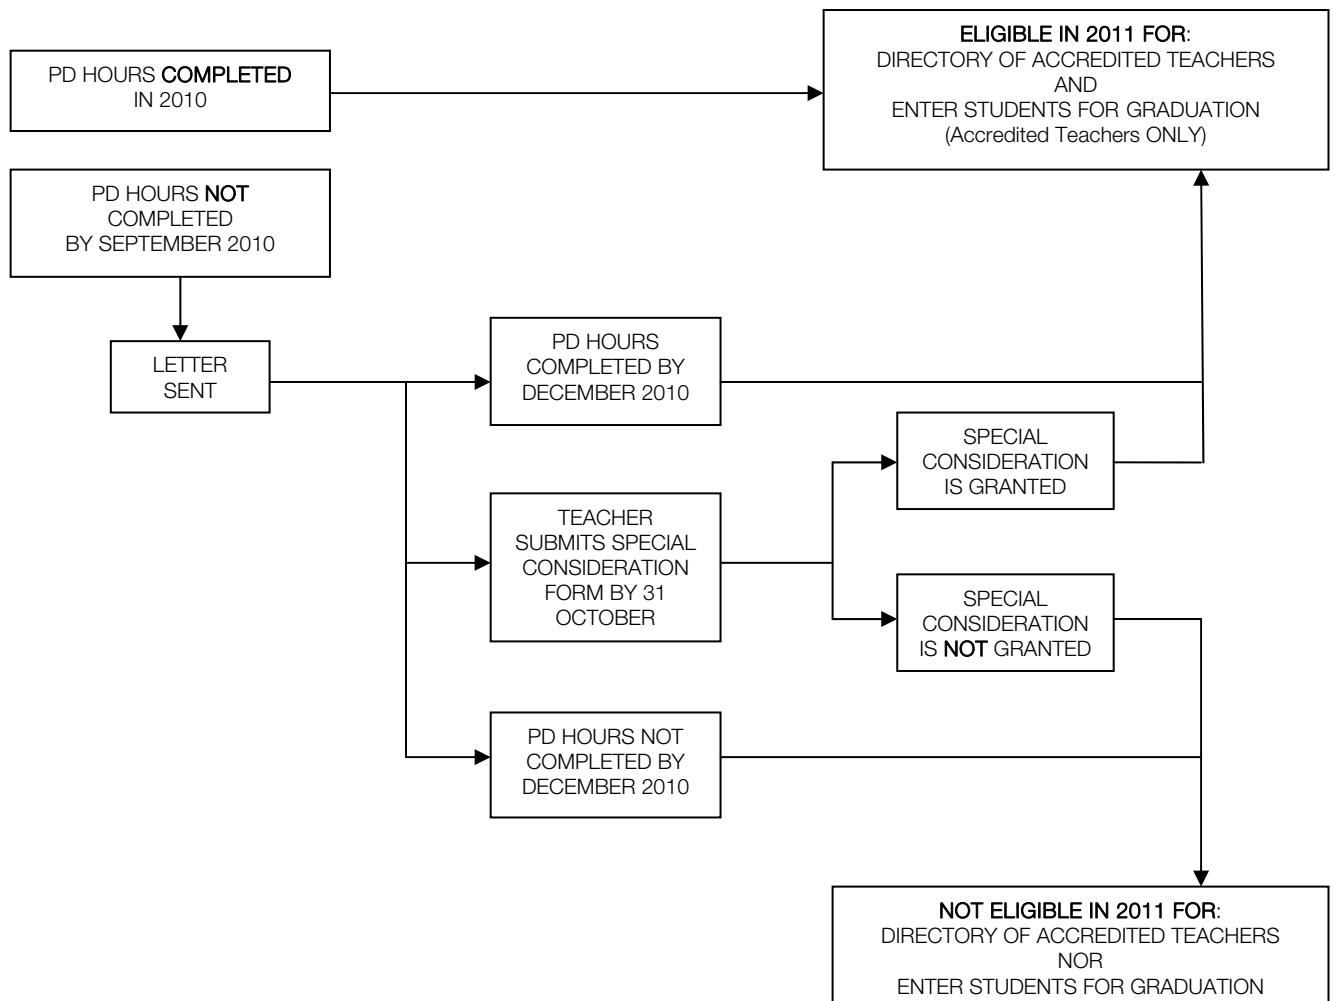 PD HOURS COMPLETED
IN 2010
ELIGIBLE IN 2011 FOR:
DIRECTORY OF ACCREDITED TEACHERS
AND
ENTER STUDENTS FOR GRADUATION
(Accredited Teachers ONLY)
PD HOURS NOT
COMPLETED
BY SEPTEMBER 2010
LETTER
SENT
PD HOURS
COMPLETED BY
DECEMBER 2010
SPECIAL
CONSIDERATION
IS GRANTED
TEACHER
SUBMITS SPECIAL
CONSIDERATION
FORM BY 31
OCTOBER
SPECIAL
CONSIDERATION
IS NOT GRANTED
PD HOURS NOT
COMPLETED BY
DECEMBER 2010
NOT ELIGIBLE IN 2011 FOR:
DIRECTORY OF ACCREDITED TEACHERS
NOR
ENTER STUDENTS FOR GRADUATION